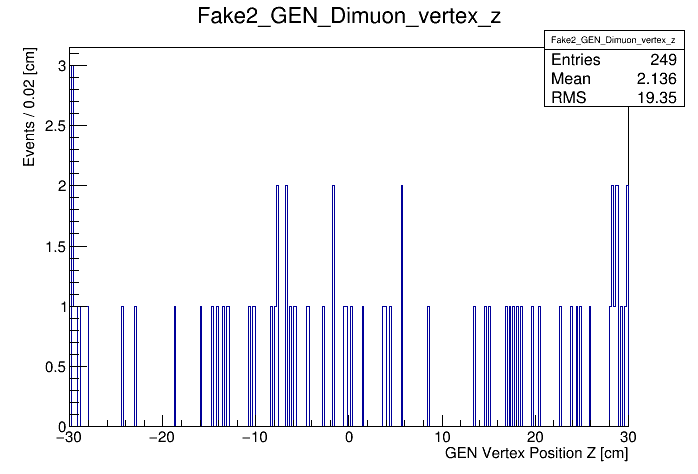 Fake2_GEN_Dimuon_vertex_z
Fake2_GEN_Dimuon_vertex_z
Entries 249
Mean 2.136
RMS 19.35
Events / 0.02 [cm]
3
2.5
2
1.5
1
0.5
0
−30 −20 −10 0 10 20 30
GEN Vertex Position Z [cm]